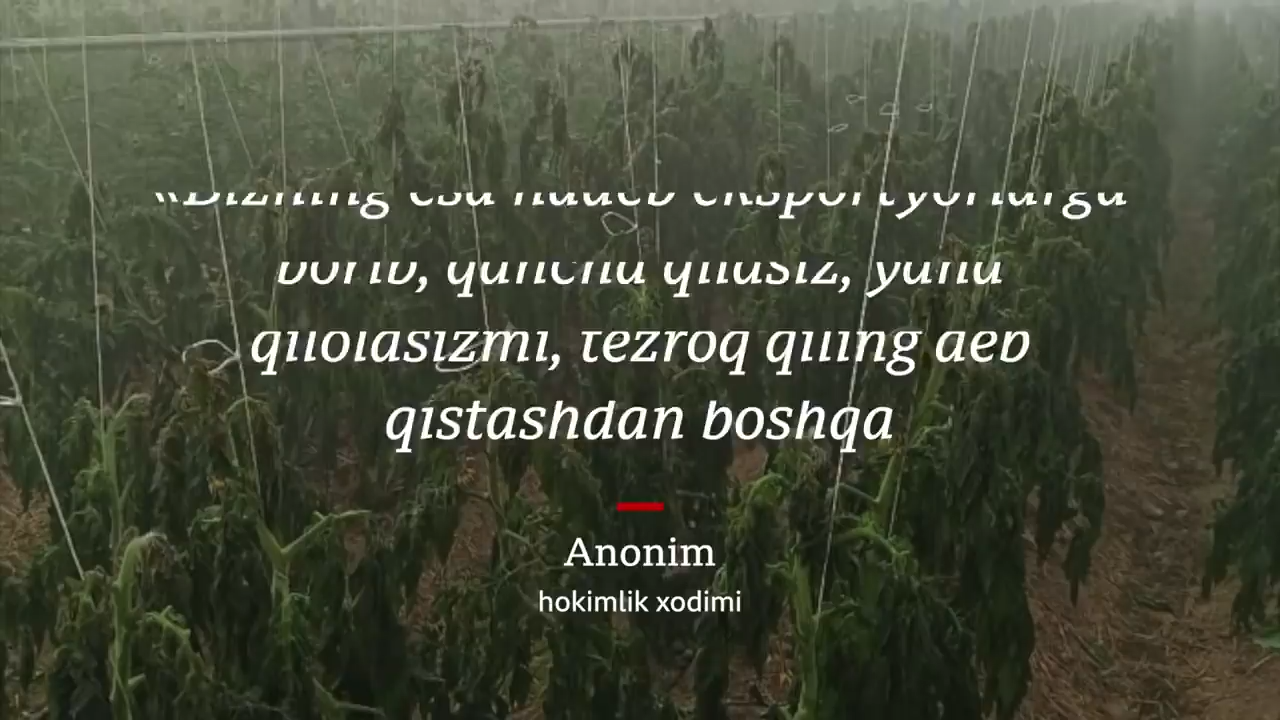 «Bizning esa hadeb eksportyorlarga
borib, qancha qilasiz, yana
qilolasizmi, tezroq qiling deb
qistashdan boshqa
Anonim
hokimlik xodimi